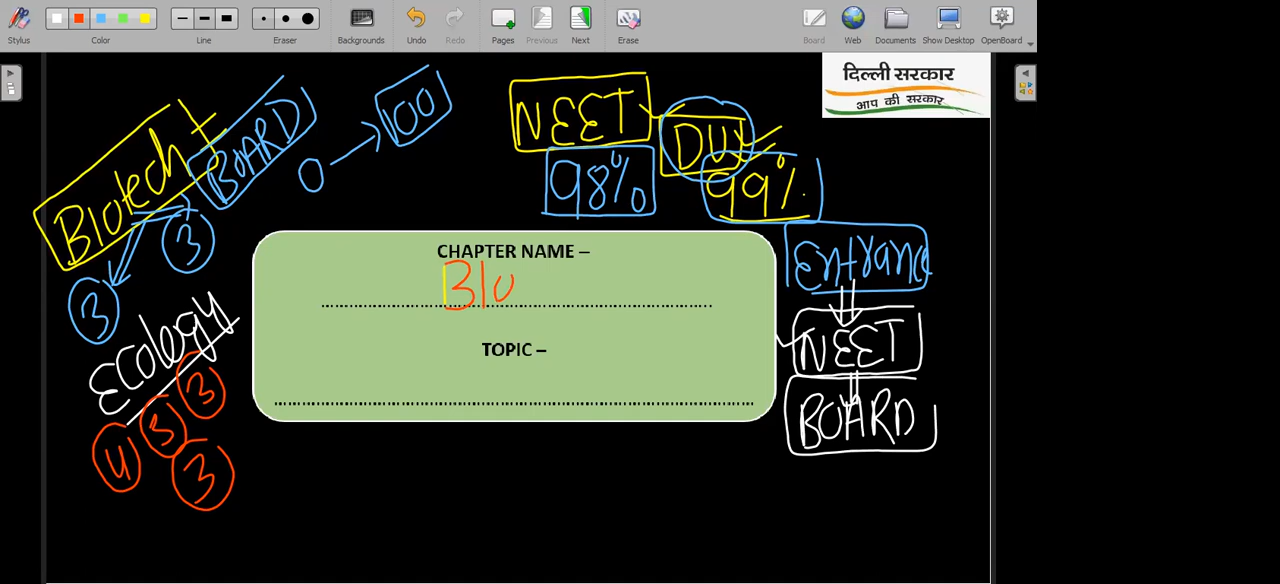 Stylus Color Line Eraser Backgrounds Undo Redo Pages Previous Next Erase Board Web Documents Show Desktop OpenBoard
दिल्ली सरकार
आप की सरकार
Biotech +
BOARD
0 → 100
NEET
DU
98%
99%
3
3
Entrance
NEET
BOARD
CHAPTER NAME –
Bio
TOPIC –
Ecology
3
3
4
3